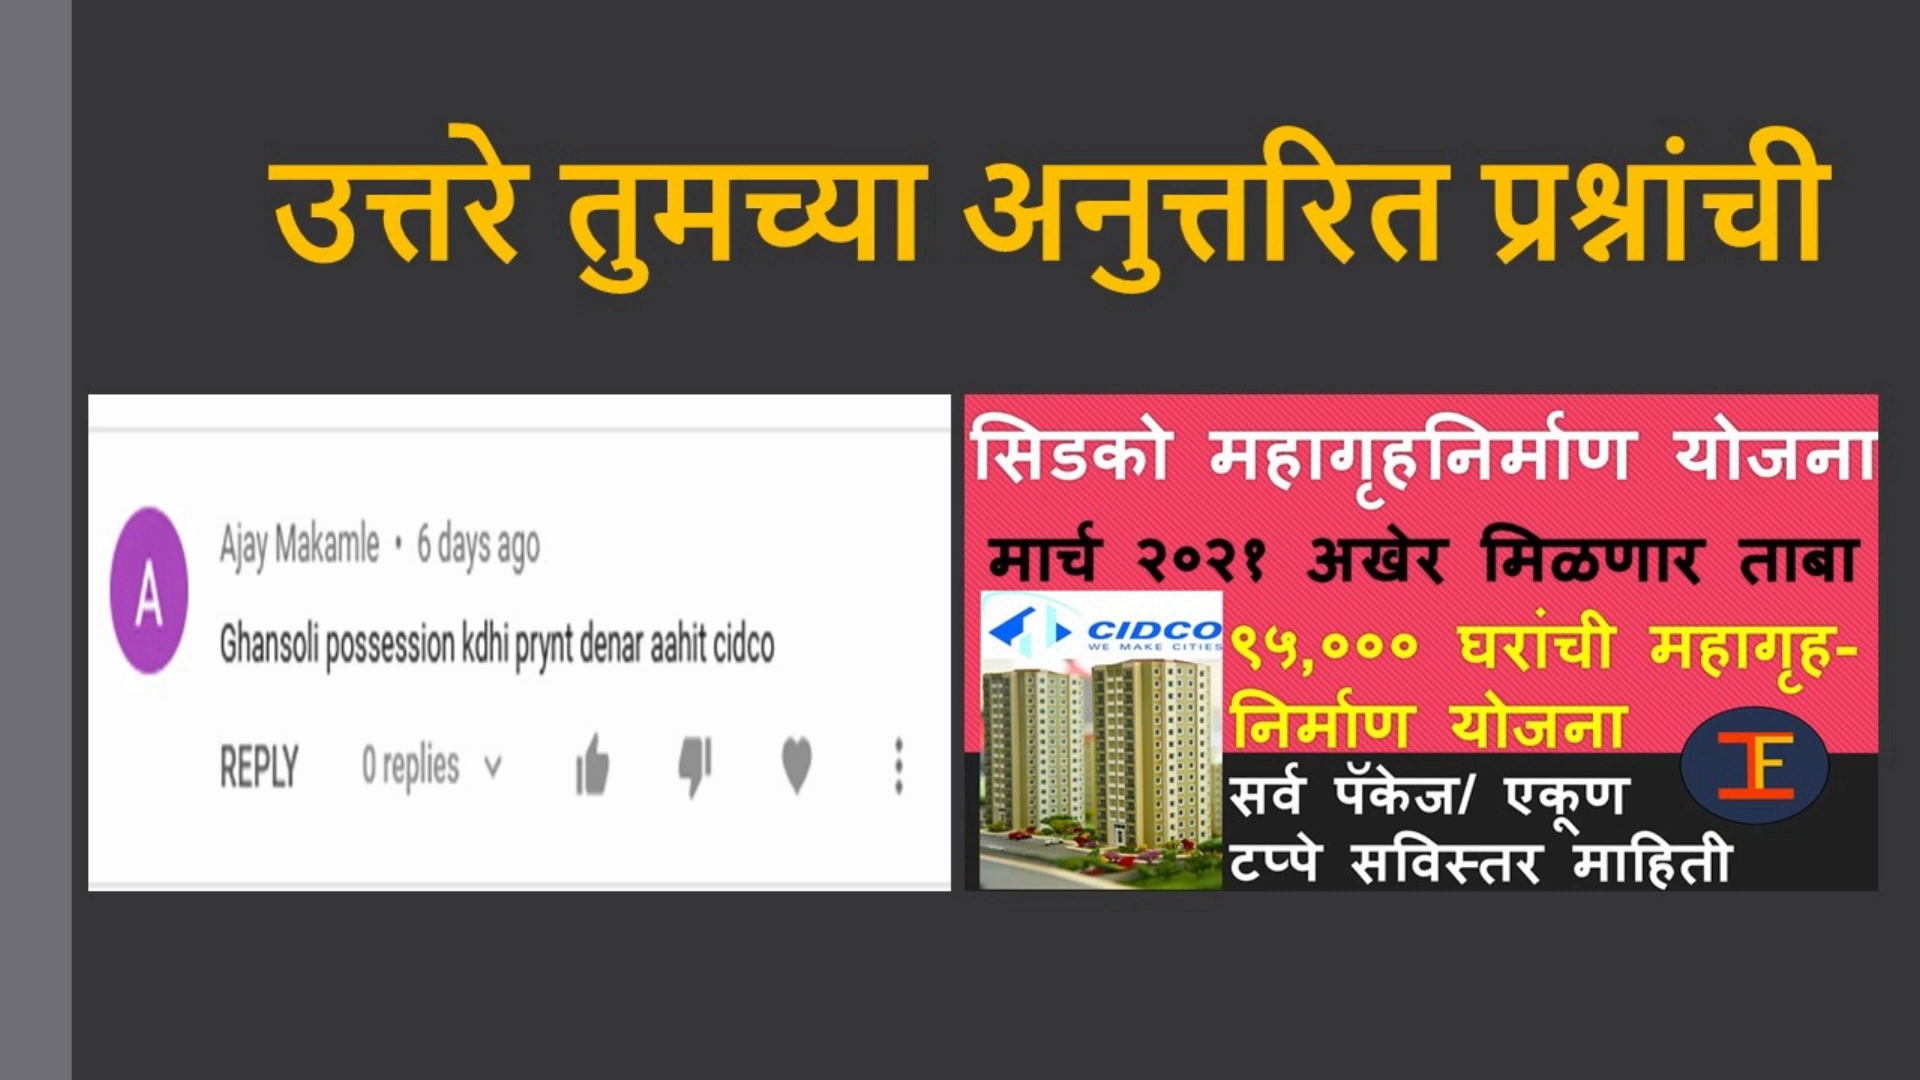 उत्तरे तुमच्या अनुत्तरित प्रश्नांची
A
Ajay Makamle • 6 days ago
Ghansoli possession kdhi prynt denar aahit cidco
REPLY 0 replies
सिडको महागृहनिर्माण योजना
मार्च २०२१ अखेर मिळणार ताबा
CIDCO
WE MAKE CITIES
९५,००० घरांची महागृह-
निर्माण योजना
सर्व पॅकेज/ एकूण
टप्पे सविस्तर माहिती
IF